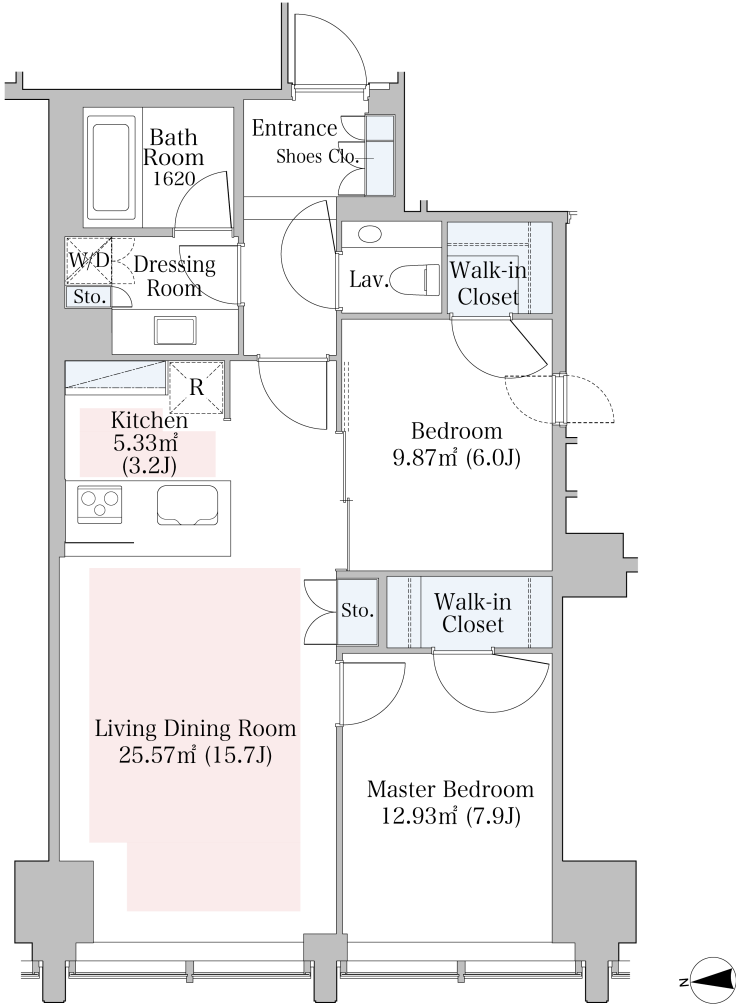 Entrance
Shoes Clo.
Bath
Room
1620
W/D
Dressing
Room
Sto.
Lav.
Walk-in
Closet
R
Kitchen
5.33㎡
(3.2J)
Bedroom
9.87㎡ (6.0J)
Sto.
Walk-in
Closet
Living Dining Room
25.57㎡ (15.7J)
Master Bedroom
12.93㎡ (7.9J)
N